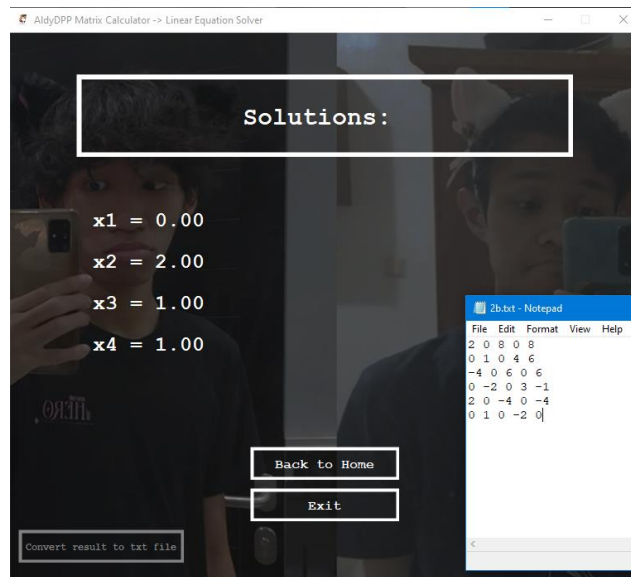 AldyDPP Matrix Calculator -> Linear Equation Solver
Solutions:
x1 = 0.00
x2 = 2.00
x3 = 1.00
x4 = 1.00
2b.txt - Notepad
File Edit Format View Help
2 0 8 0 8
0 1 0 4 6
-4 0 6 0 6
0 -2 0 3 -1
2 0 -4 0 -4
0 1 0 -2 0
HERO
Back to Home
Exit
Convert result to txt file